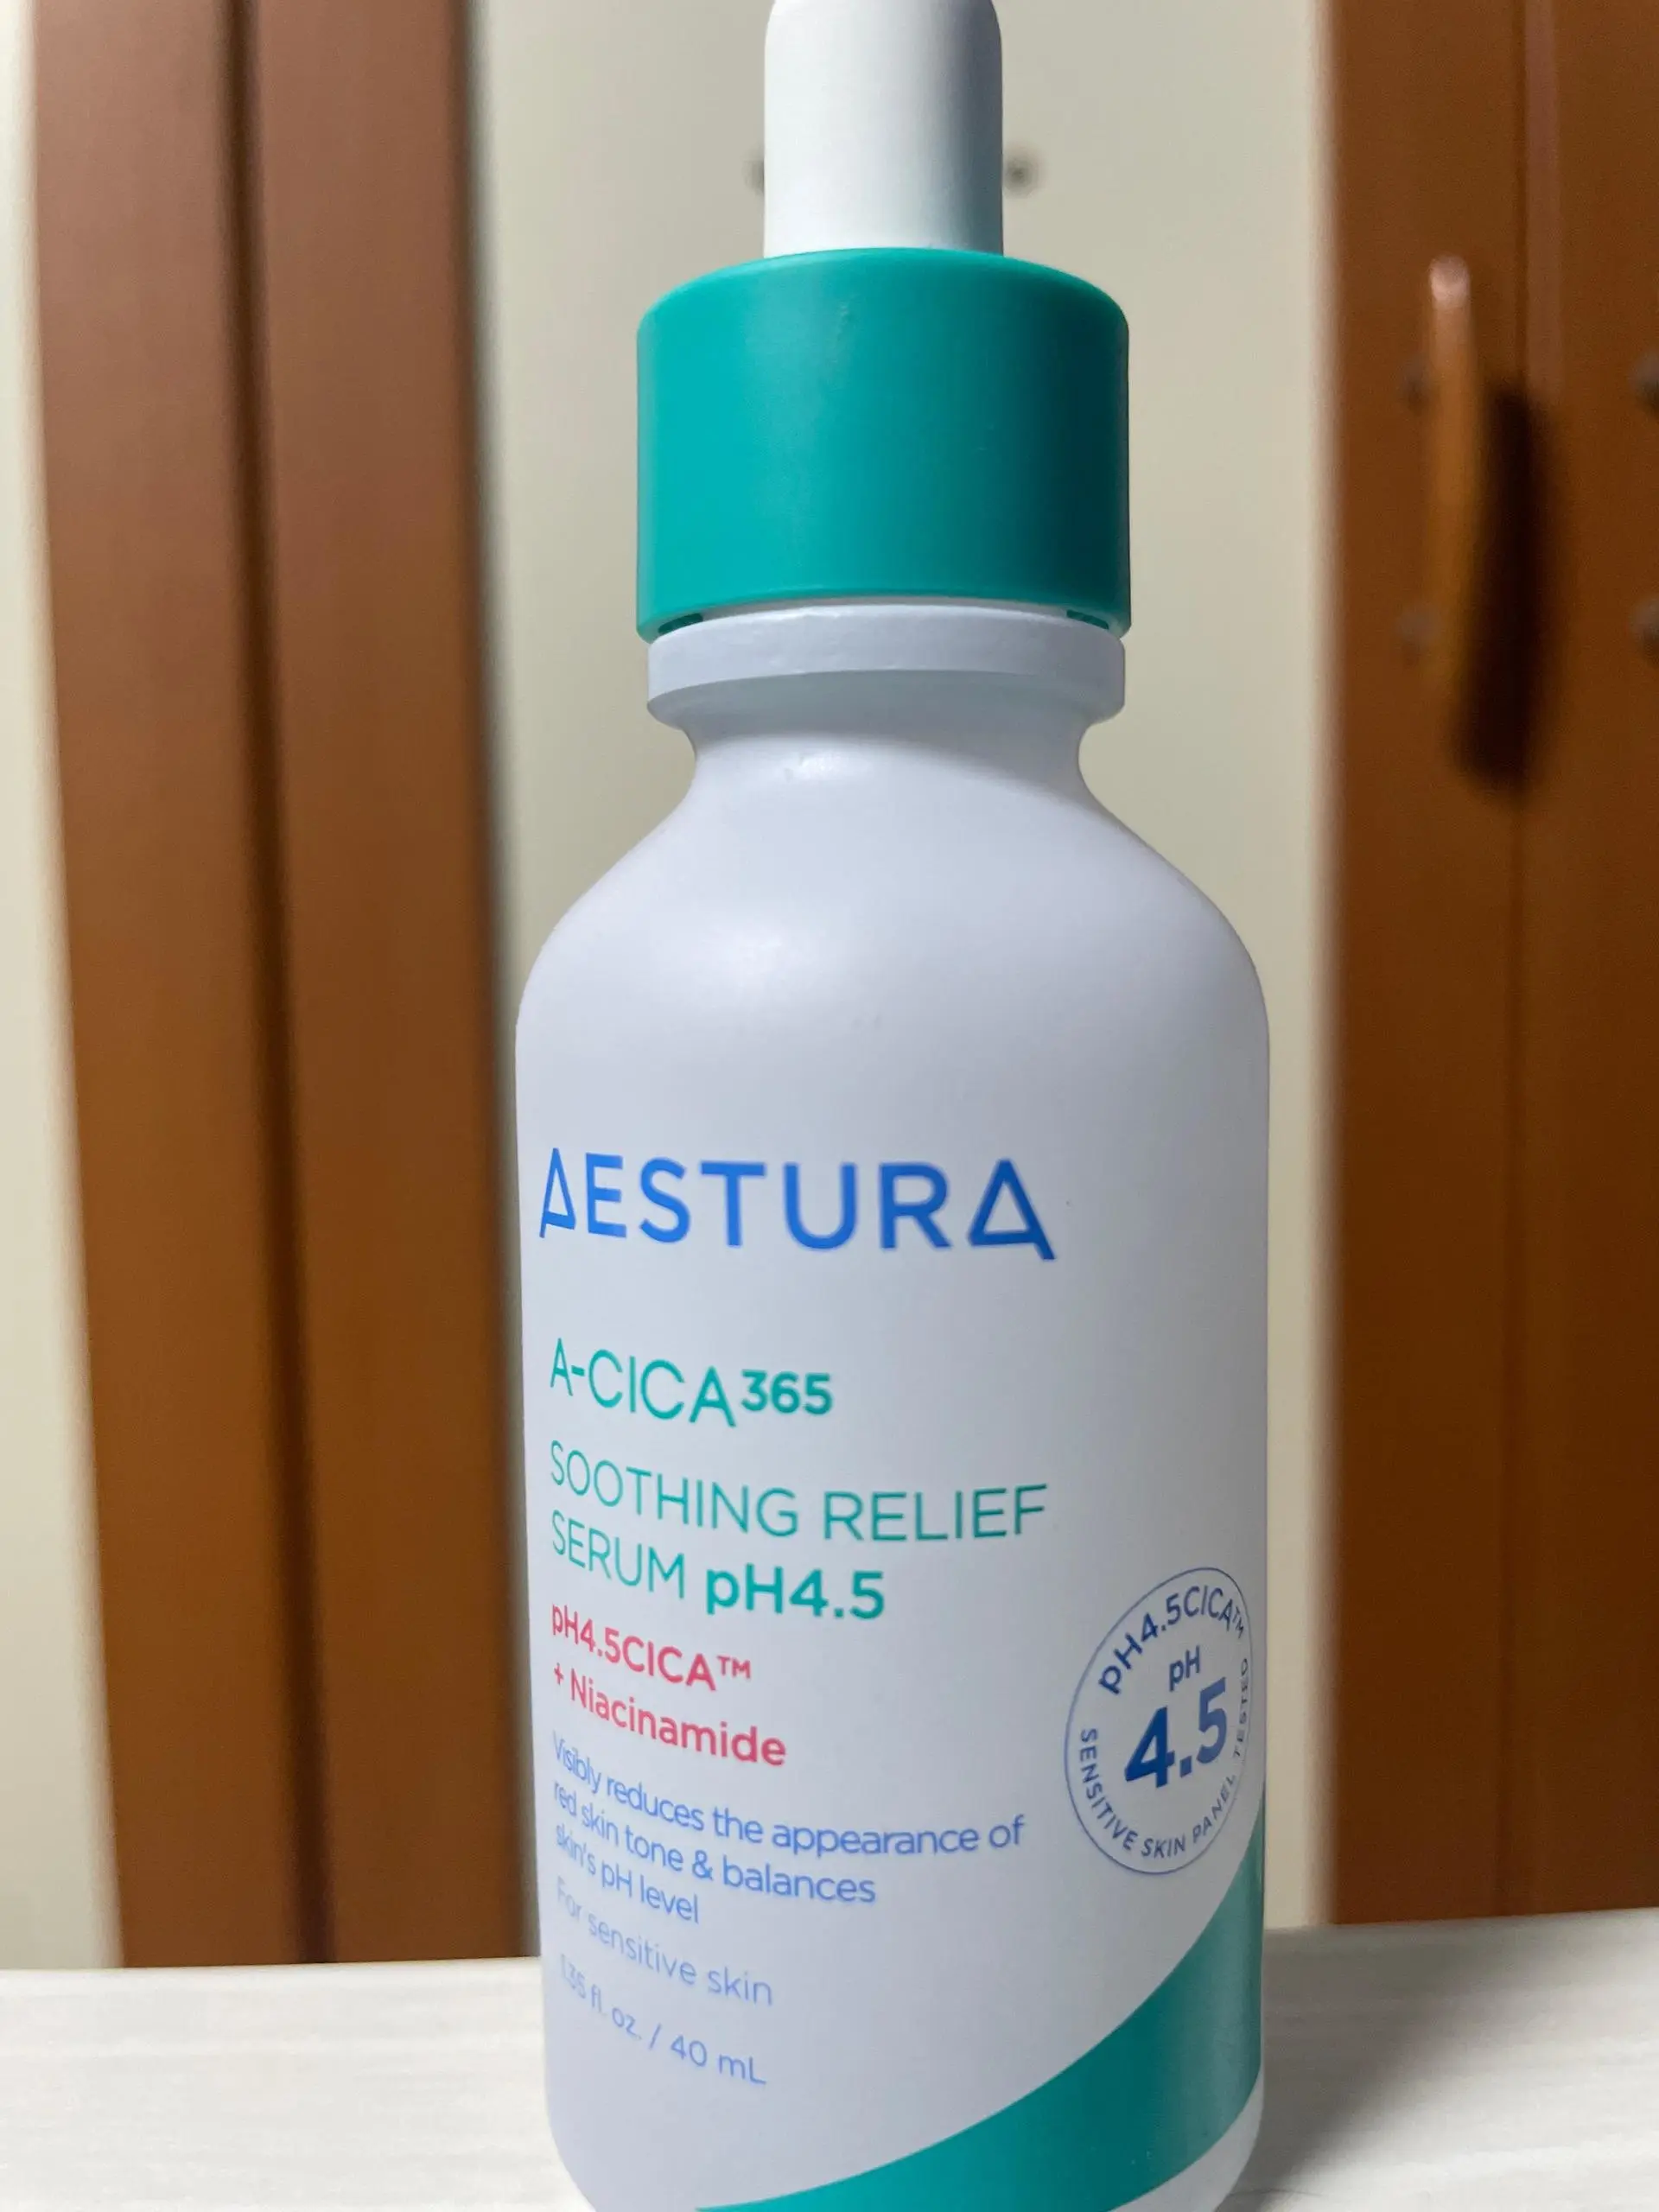 AESTURA
A-CICA365
SOOTHING RELIEF
SERUM pH4.5
pH4.5CICA™
+ Niacinamide
Visibly reduces the appearance of
red skin tone & balances
skin's pH level
For sensitive skin
1.35 fl. oz. / 40 mL
pH4.5CICA™
pH
4.5
SENSITIVE SKIN PANEL TESTED